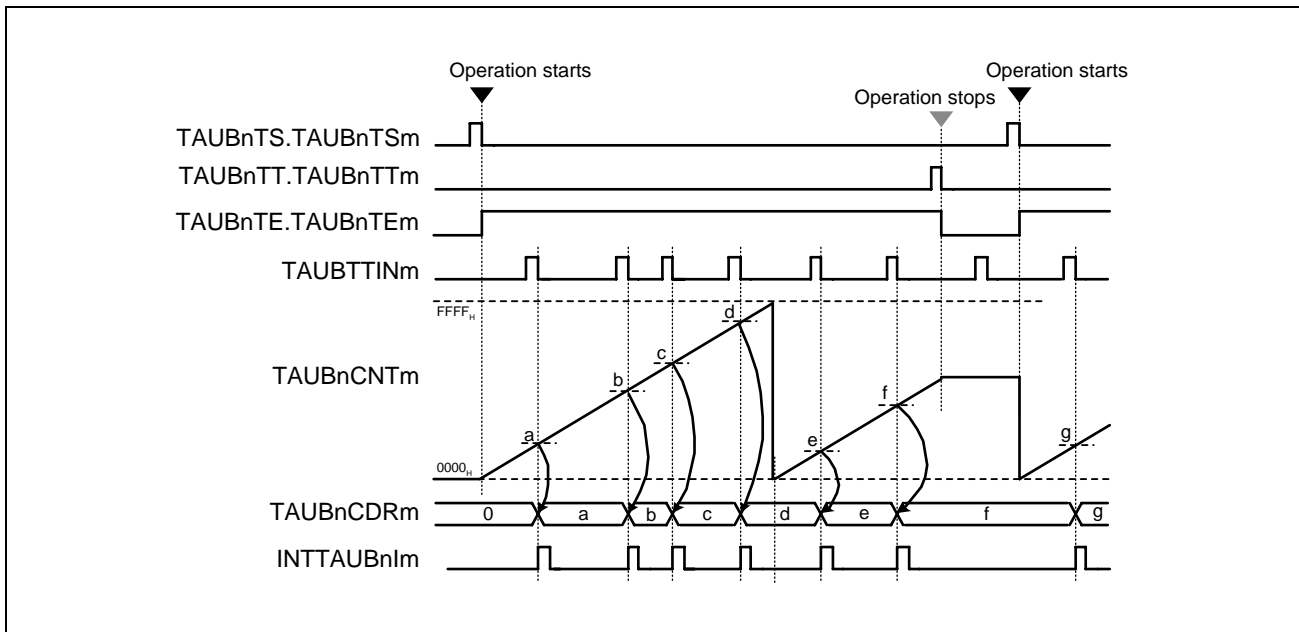 Operation starts
Operation starts
Operation stops
TAUBnTS.TAUBnTSm
TAUBnTT.TAUBnTTm
TAUBnTE.TAUBnTEm
TAUBTTINm
FFFFH
d
c
TAUBnCNTm
b
f
a
e
g
0000H
TAUBnCDRm
0 a b c d e f g
INTTAUBnIm